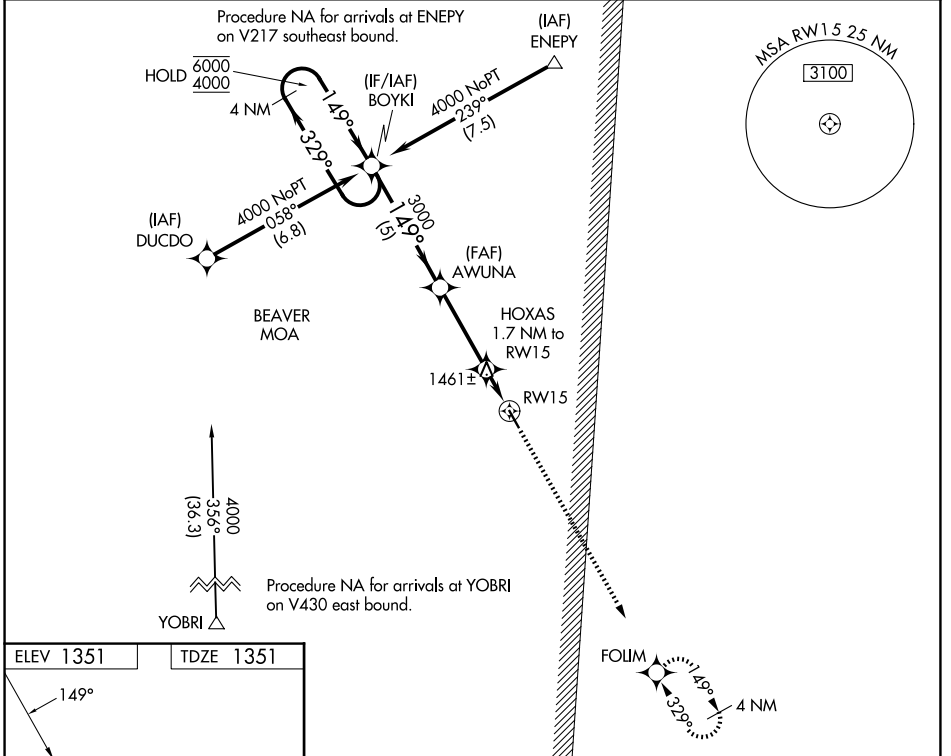 Procedure NA for arrivals at ENEPY
on V217 southeast bound.
(IAF)
ENEPY
MSA RW15 25 NM
3100
HOLD 6000
4000
4 NM
149°
329°
(IF/IAF)
BOYKI
4000 NoPT
239°
(7.5)
4000 NoPT
058°
(6.8)
(IAF)
DUCDO
3000
149°
(5)
(FAF)
AWUNA
BEAVER
MOA
HOXAS
1.7 NM to
RW15
1461±
RW15
4000
356°
(36.3)
Procedure NA for arrivals at YOBRI
on V430 east bound.
YOBRI
FOLIM
149°
329°
4 NM
ELEV 1351
TDZE 1351
149°